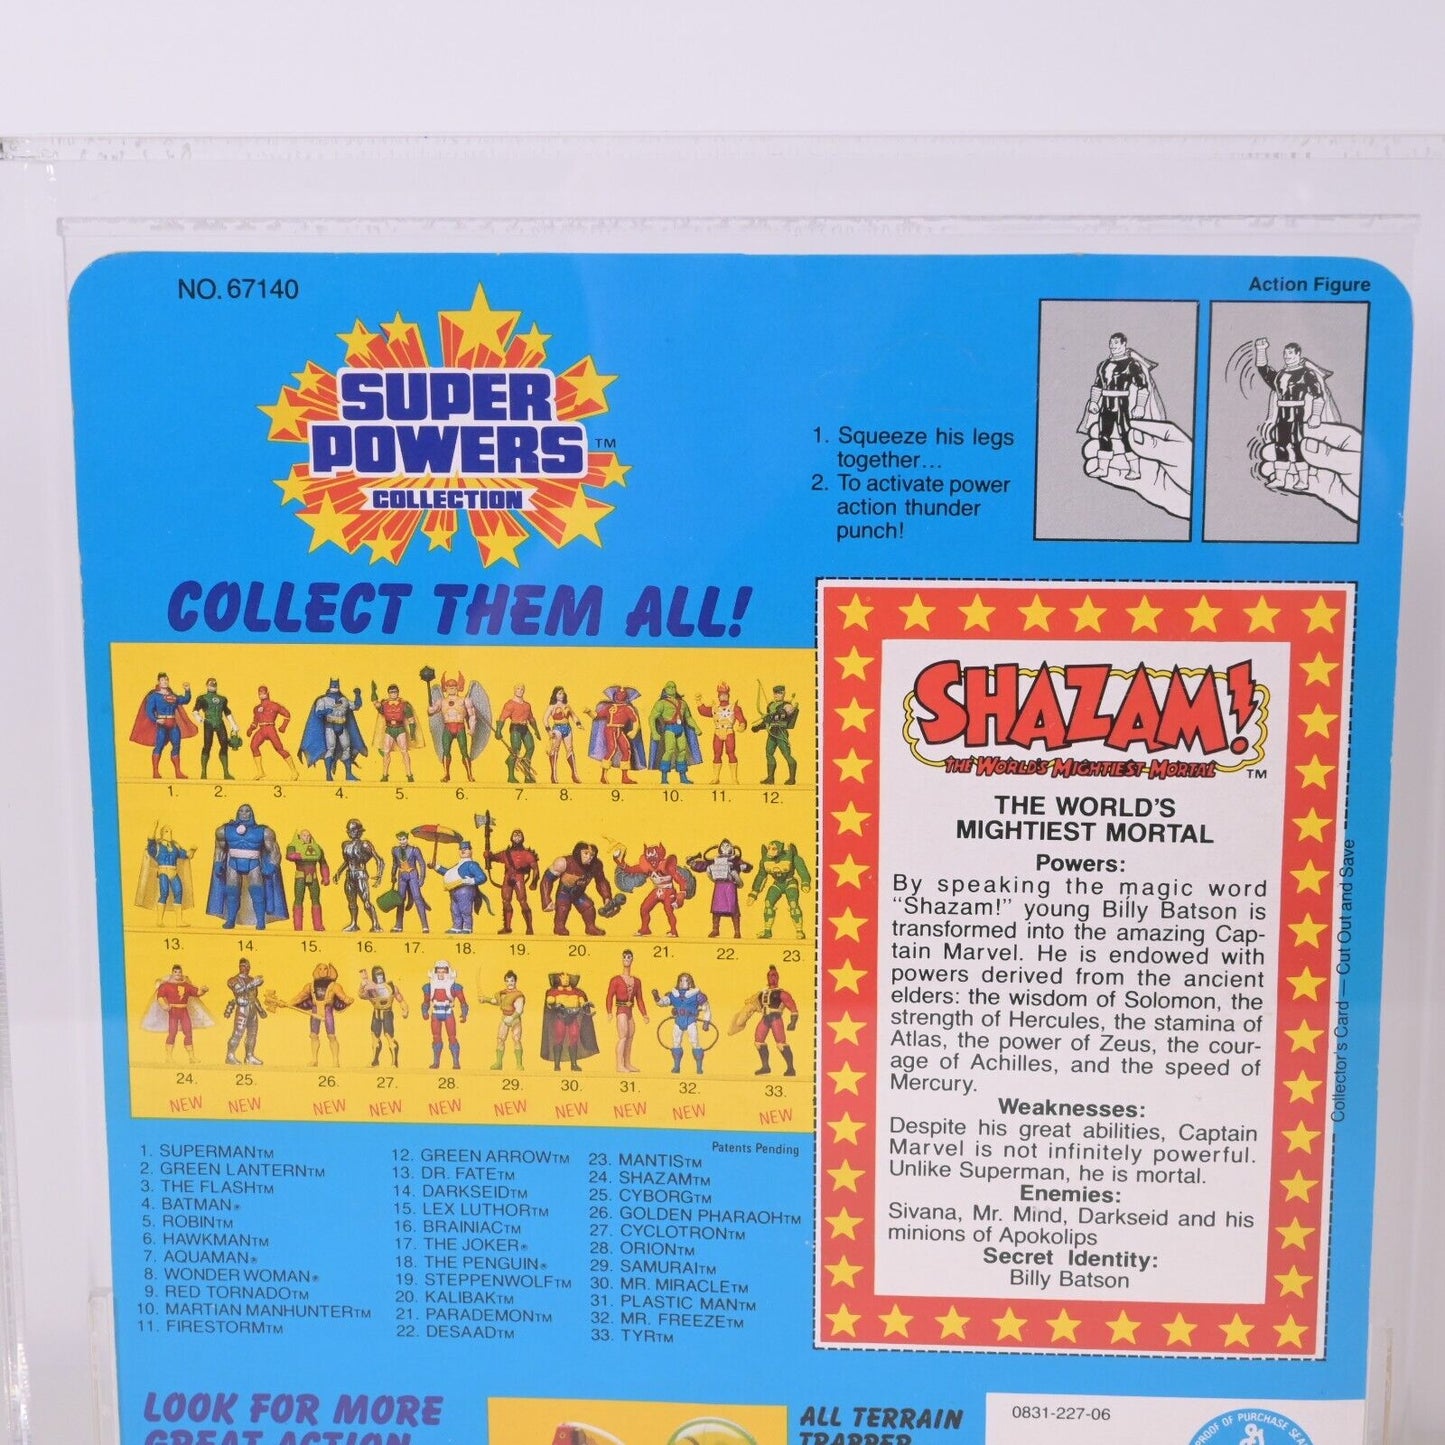 NO. 67140
Action Figure
SUPER
POWERS™
COLLECTION
1. Squeeze his legs
together...
2. To activate power
action thunder
punch!
COLLECT THEM ALL!
1. 2. 3. 4. 5. 6. 7. 8. 9. 10. 11. 12.
13. 14. 15. 16. 17. 18. 19. 20. 21. 22. 23.
24. 25. 26. 27. 28. 29. 30. 31. 32. 33.
NEW NEW NEW NEW NEW NEW NEW NEW NEW NEW
Patents Pending
1. SUPERMAN™
2. GREEN LANTERN™
3. THE FLASH™
4. BATMAN®
5. ROBIN™
6. HAWKMAN™
7. AQUAMAN®
8. WONDER WOMAN®
9. RED TORNADO™
10. MARTIAN MANHUNTER™
11. FIRESTORM™
12. GREEN ARROW™
13. DR. FATE™
14. DARKSEID™
15. LEX LUTHOR™
16. BRAINIAC™
17. THE JOKER®
18. THE PENGUIN®
19. STEPPENWOLF™
20. KALIBAK™
21. PARADEMON™
22. DESAAD™
23. MANTIS™
24. SHAZAM™
25. CYBORG™
26. GOLDEN PHARAOH™
27. CYCLOTRON™
28. ORION™
29. SAMURAI™
30. MR. MIRACLE™
31. PLASTIC MAN™
32. MR. FREEZE™
33. TYR™
SHAZAM!
THE WORLD'S MIGHTIEST MORTAL™
THE WORLD'S
MIGHTIEST MORTAL
Powers:
By speaking the magic word
"Shazam!" young Billy Batson is
transformed into the amazing Cap-
tain Marvel. He is endowed with
powers derived from the ancient
elders: the wisdom of Solomon, the
strength of Hercules, the stamina of
Atlas, the power of Zeus, the cour-
age of Achilles, and the speed of
Mercury.
Weaknesses:
Despite his great abilities, Captain
Marvel is not infinitely powerful.
Unlike Superman, he is mortal.
Enemies:
Sivana, Mr. Mind, Darkseid and his
minions of Apokolips
Secret Identity:
Billy Batson
Collector's Card — Cut Out and Save
LOOK FOR MORE
GREAT ACTION
ALL TERRAIN
TRAPPER
0831-227-06
PROOF OF PURCHASE SEAL